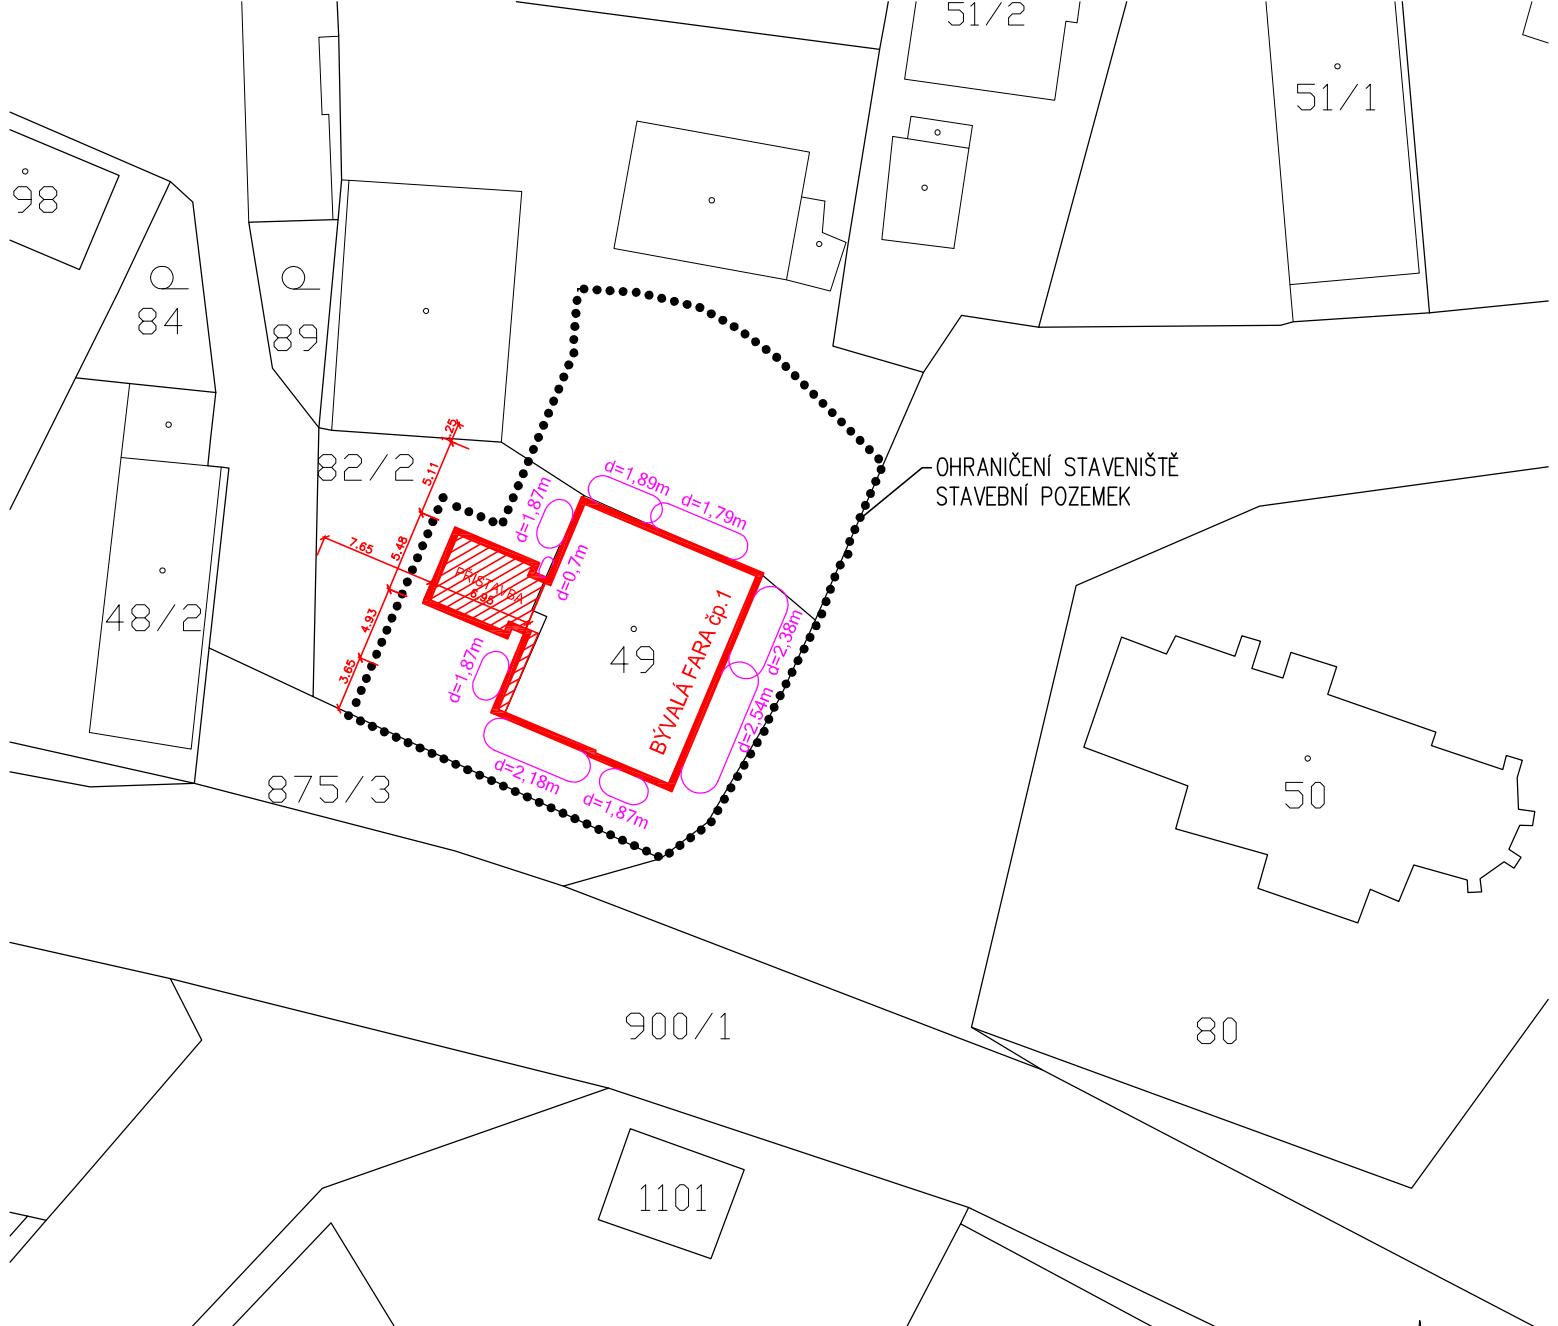 51/2
51/1
98
84
89
82/2
OHRANIČENÍ STAVENIŠTĚ
STAVEBNÍ POZEMEK
1.25
5.11
5.48
7.65
4.93
3.65
d=1,87m
d=1,89m
d=1,79m
d=0,7m
PŘÍSTAVBA
6.95
48/2
49
BÝVALÁ FARA čp.1
d=2,38m
d=1,87m
d=2,54m
d=2,18m
d=1,87m
875/3
50
900/1
80
1101